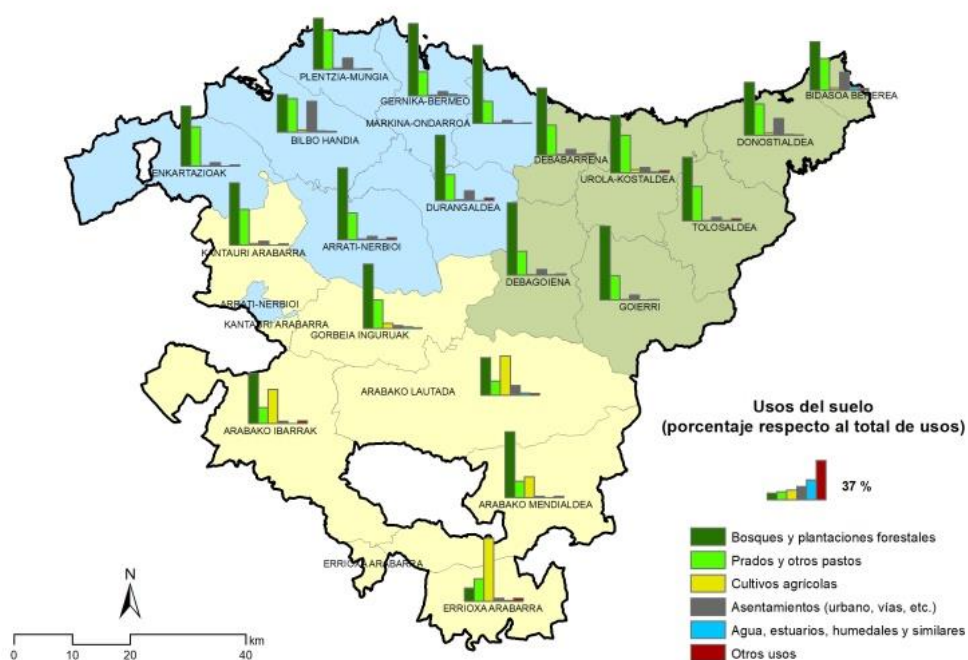 PLENTZIA-MUNGIA
GERNIKA-BERMEO
MARKINA-ONDARROA
BIDASOA BEHEREA
BILBO HANDIA
DONOSTIALDEA
DEBABARRENA
ENKARTAZIOAK
UROLA-KOSTALDEA
DURANGALDEA
TOLOSALDEA
ARRATI-NERBIOI
KANTAURI ARABARRA
DEBAGOIENA
GOIERRI
ARRATI-NERBIOI
KANTAURI ARABARRA
GORBEIA INGURUAK
ARABAKO LAUTADA
ARABAKO IBARRAK
ARABAKO MENDIALDEA
ERRIOXA ARABARRA
ERRIOXA ARABARRA
Usos del suelo
(porcentaje respecto al total de usos)
37 %
Bosques y plantaciones forestales
Prados y otros pastos
Cultivos agrícolas
Asentamientos (urbano, vías, etc.)
Agua, estuarios, humedales y similares
Otros usos
N
km
0 10 20 40